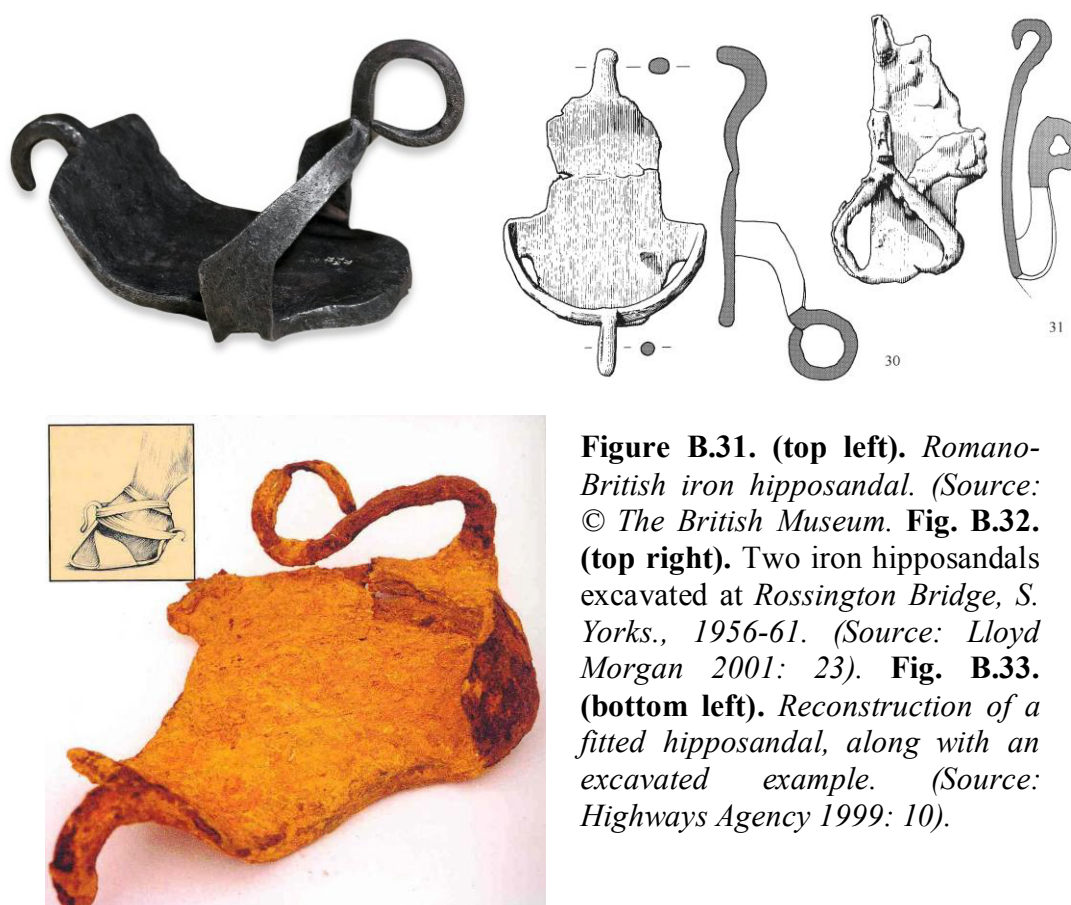 30
31
Figure B.31. (top left). Romano-
British iron hipposandal. (Source:
© The British Museum. Fig. B.32.
(top right). Two iron hipposandals
excavated at Rossington Bridge, S.
Yorks., 1956-61. (Source: Lloyd
Morgan 2001: 23). Fig. B.33.
(bottom left). Reconstruction of a
fitted hipposandal, along with an
excavated example. (Source:
Highways Agency 1999: 10).